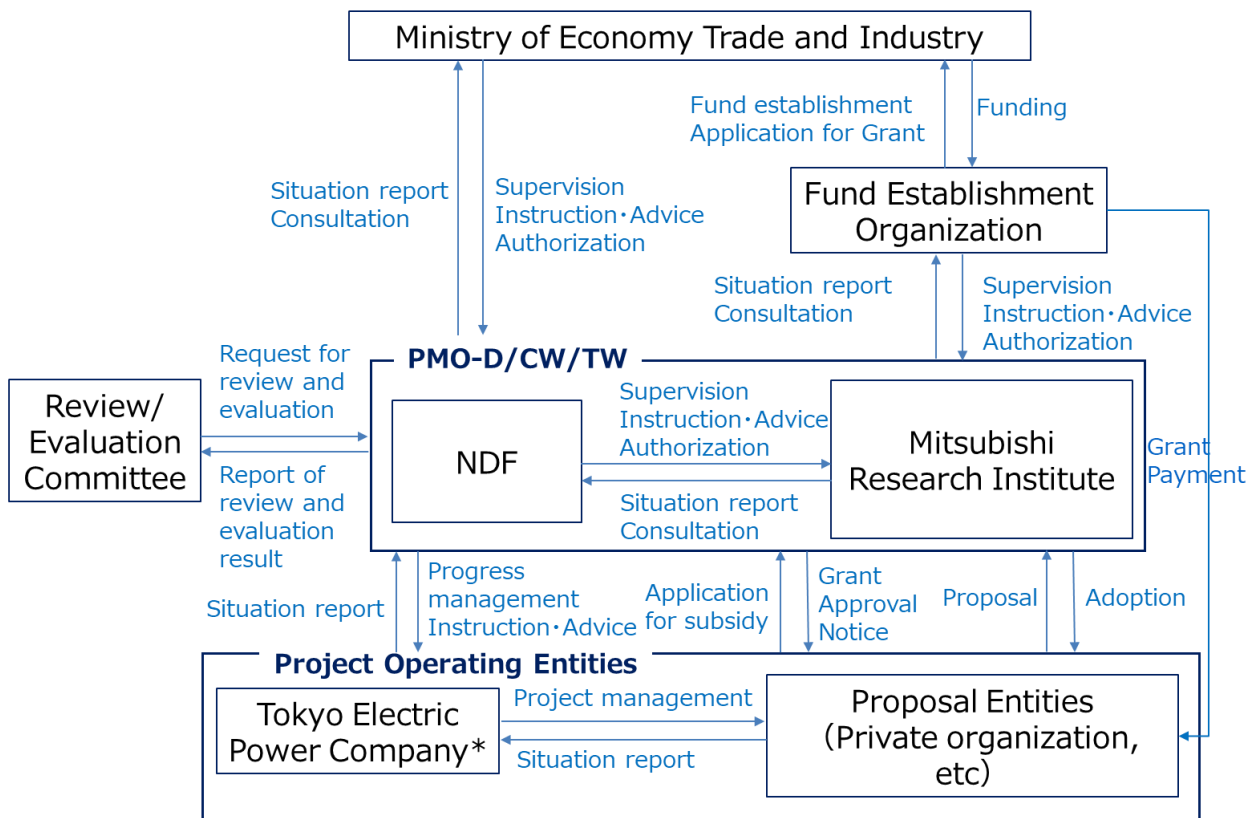 Ministry of Economy Trade and Industry
Fund establishment
Application for Grant
Funding
Situation report
Consultation
Supervision
Instruction・Advice
Authorization
Fund Establishment
Organization
Situation report
Consultation
Supervision
Instruction・Advice
Authorization
PMO-D/CW/TW
Request for
review and
evaluation
Review/
Evaluation
Committee
Report of
review and
evaluation
result
NDF
Supervision
Instruction・Advice
Authorization
Situation report
Consultation
Mitsubishi
Research Institute
Grant
Payment
Situation report
Progress
management
Instruction・Advice
Application
for subsidy
Grant
Approval
Notice
Proposal
Adoption
Project Operating Entities
Tokyo Electric
Power Company*
Project management
Situation report
Proposal Entities
（Private organization,
etc）